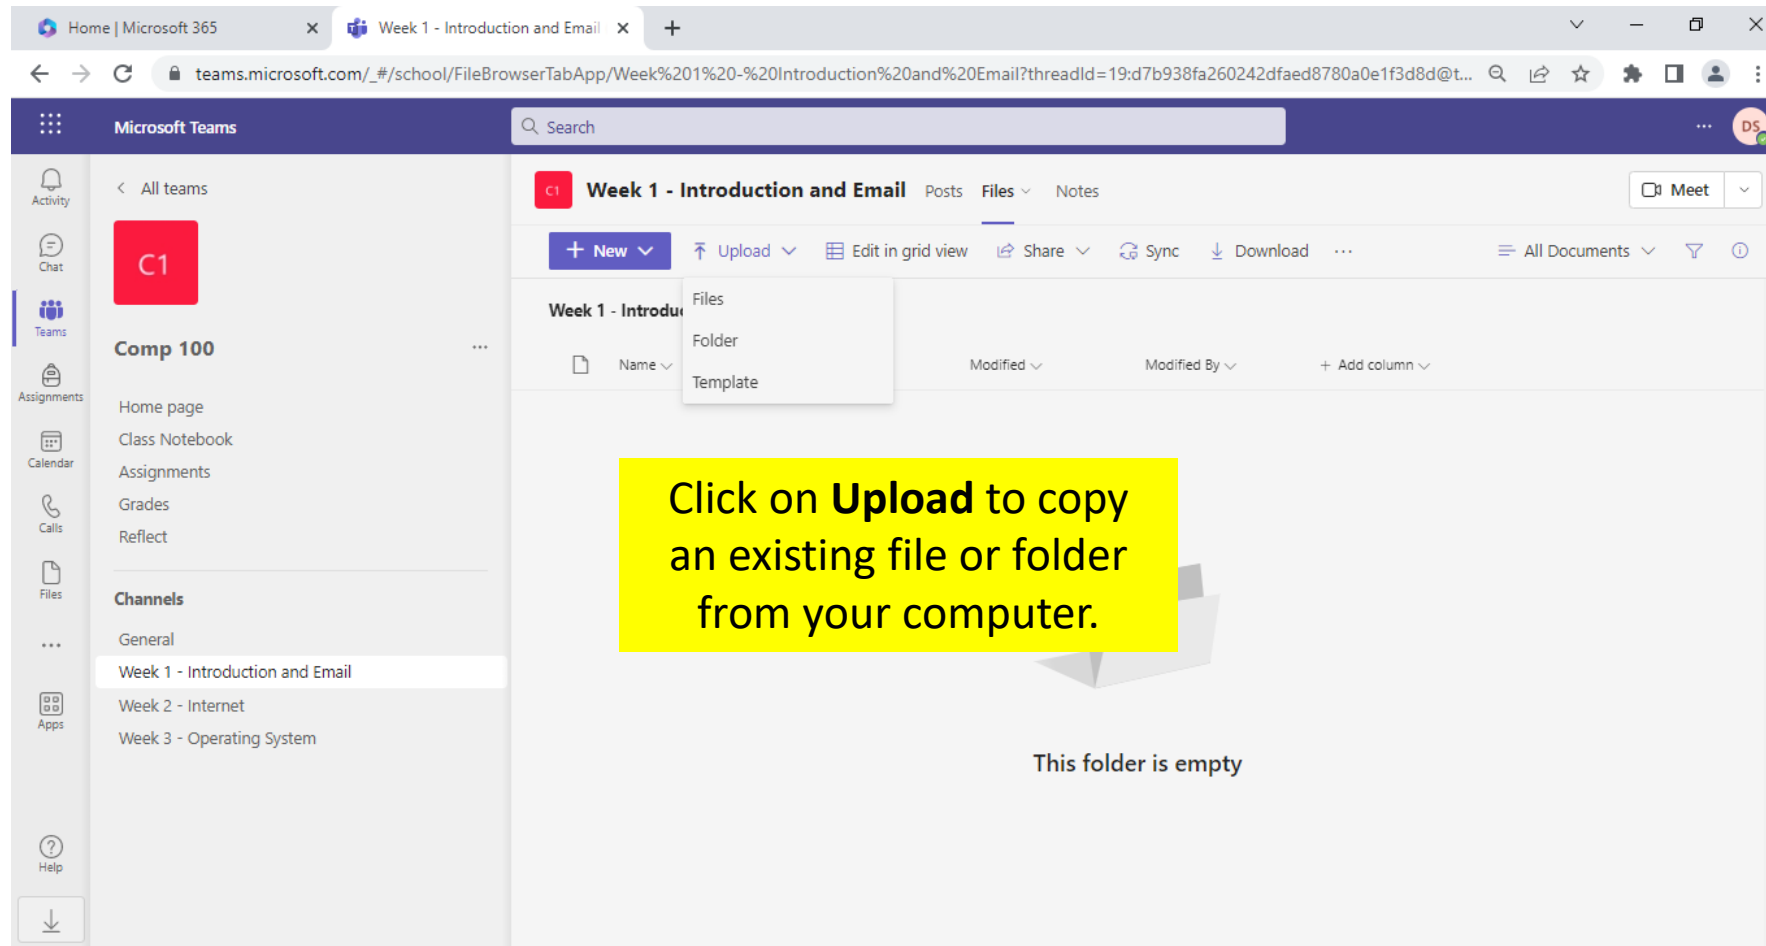 Home | Microsoft 365
Week 1 - Introduction and Email
teams.microsoft.com/_#/school/FileBrowserTabApp/Week%201%20-%20Introduction%20and%20Email?threadId=19:d7b938fa260242dfaed8780a0e1f3d8d@t...
Microsoft Teams
Search
DS
Activity
Chat
Teams
Assignments
Calendar
Calls
Files
Apps
Help
All teams
C1
Comp 100
Home page
Class Notebook
Assignments
Grades
Reflect
Channels
General
Week 1 - Introduction and Email
Week 2 - Internet
Week 3 - Operating System
C1 Week 1 - Introduction and Email Posts Files Notes
Meet
+ New Upload Edit in grid view Share Sync Download ... All Documents
Files
Folder
Template
Week 1 - Introdu
Name Modified Modified By + Add column
Click on Upload to copy
an existing file or folder
from your computer.
This folder is empty